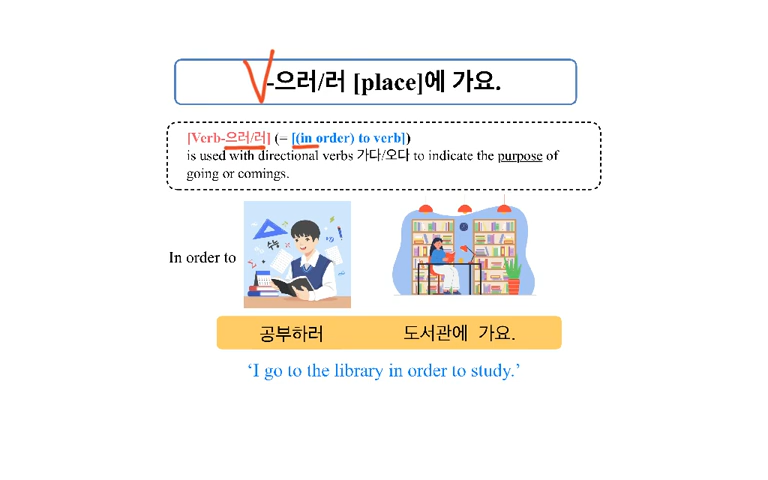 V-으러/러 [place]에 가요.
[Verb-으러/러] (= [(in order) to verb])
is used with directional verbs 가다/오다 to indicate the purpose of
going or comings.
In order to
수능
공부하러 도서관에 가요.
‘I go to the library in order to study.’